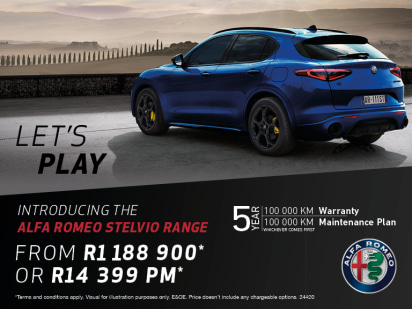 AR·111ST
LET'S
PLAY
INTRODUCING THE
ALFA ROMEO STELVIO RANGE
FROM R1 188 900*
OR R14 399 PM*
5 YEAR
100 000 KM Warranty
100 000 KM Maintenance Plan
WHICHEVER COMES FIRST
ALFA ROMEO
*Terms and conditions apply. Visual for illustration purposes only. E&OE. Price doesn't include any chargeable options. 24420